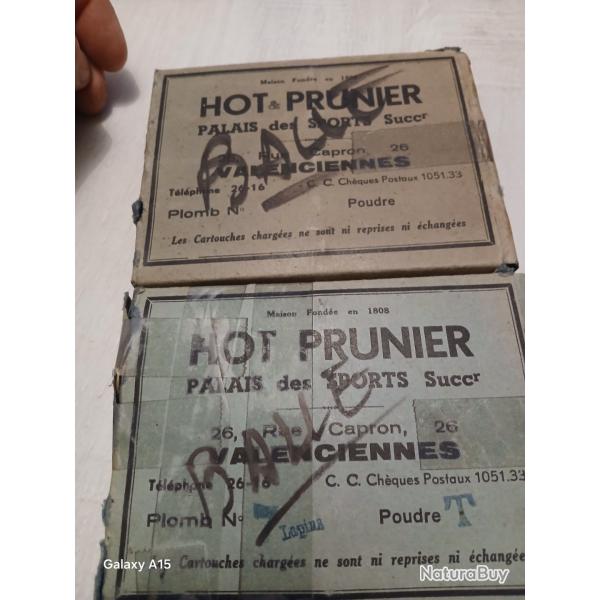 Maison Fondée en 1808
HOT & PRUNIER
PALAIS des SPORTS Succr
BALLE
26, Rue Capron, 26
VALENCIENNES
Téléphone 26-16 C. C. Chèques Postaux 1051.33
Plomb No Poudre
Les Cartouches chargées ne sont ni reprises ni échangées
Maison Fondée en 1808
HOT PRUNIER
PALAIS des SPORTS Succr
BALLE
26, Rue Capron, 26
VALENCIENNES
Téléphone 26-16 C. C. Chèques Postaux 1051.33
Plomb No Lapins Poudre T
Cartouches chargées ne sont ni reprises ni échangées
Galaxy A15
NaturaBuy